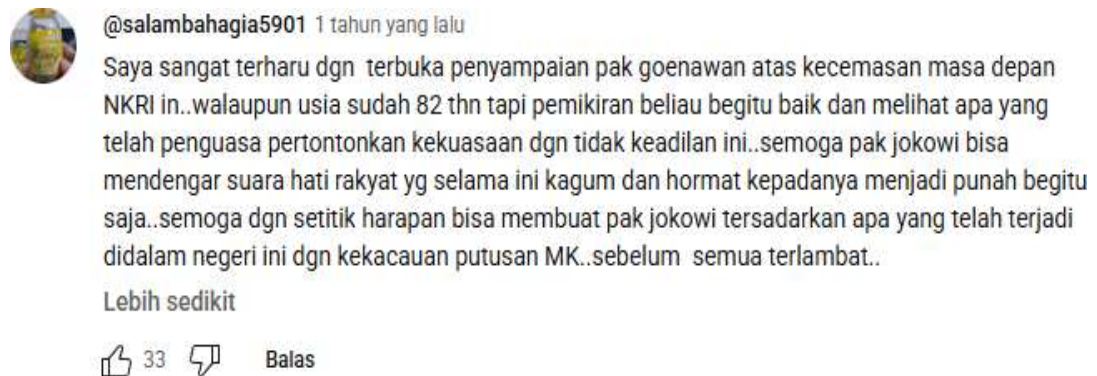 @salambahagia5901 1 tahun yang lalu
Saya sangat terharu dgn terbuka penyampaian pak goenawan atas kecemasan masa depan
NKRI in..walaupun usia sudah 82 thn tapi pemikiran beliau begitu baik dan melihat apa yang
telah penguasa pertontonkan kekuasaan dgn tidak keadilan ini..semoga pak jokowi bisa
mendengar suara hati rakyat yg selama ini kagum dan hormat kepadanya menjadi punah begitu
saja..semoga dgn setitik harapan bisa membuat pak jokowi tersadarkan apa yang telah terjadi
didalam negeri ini dgn kekacauan putusan MK..sebelum semua terlambat..
Lebih sedikit
33 Balas